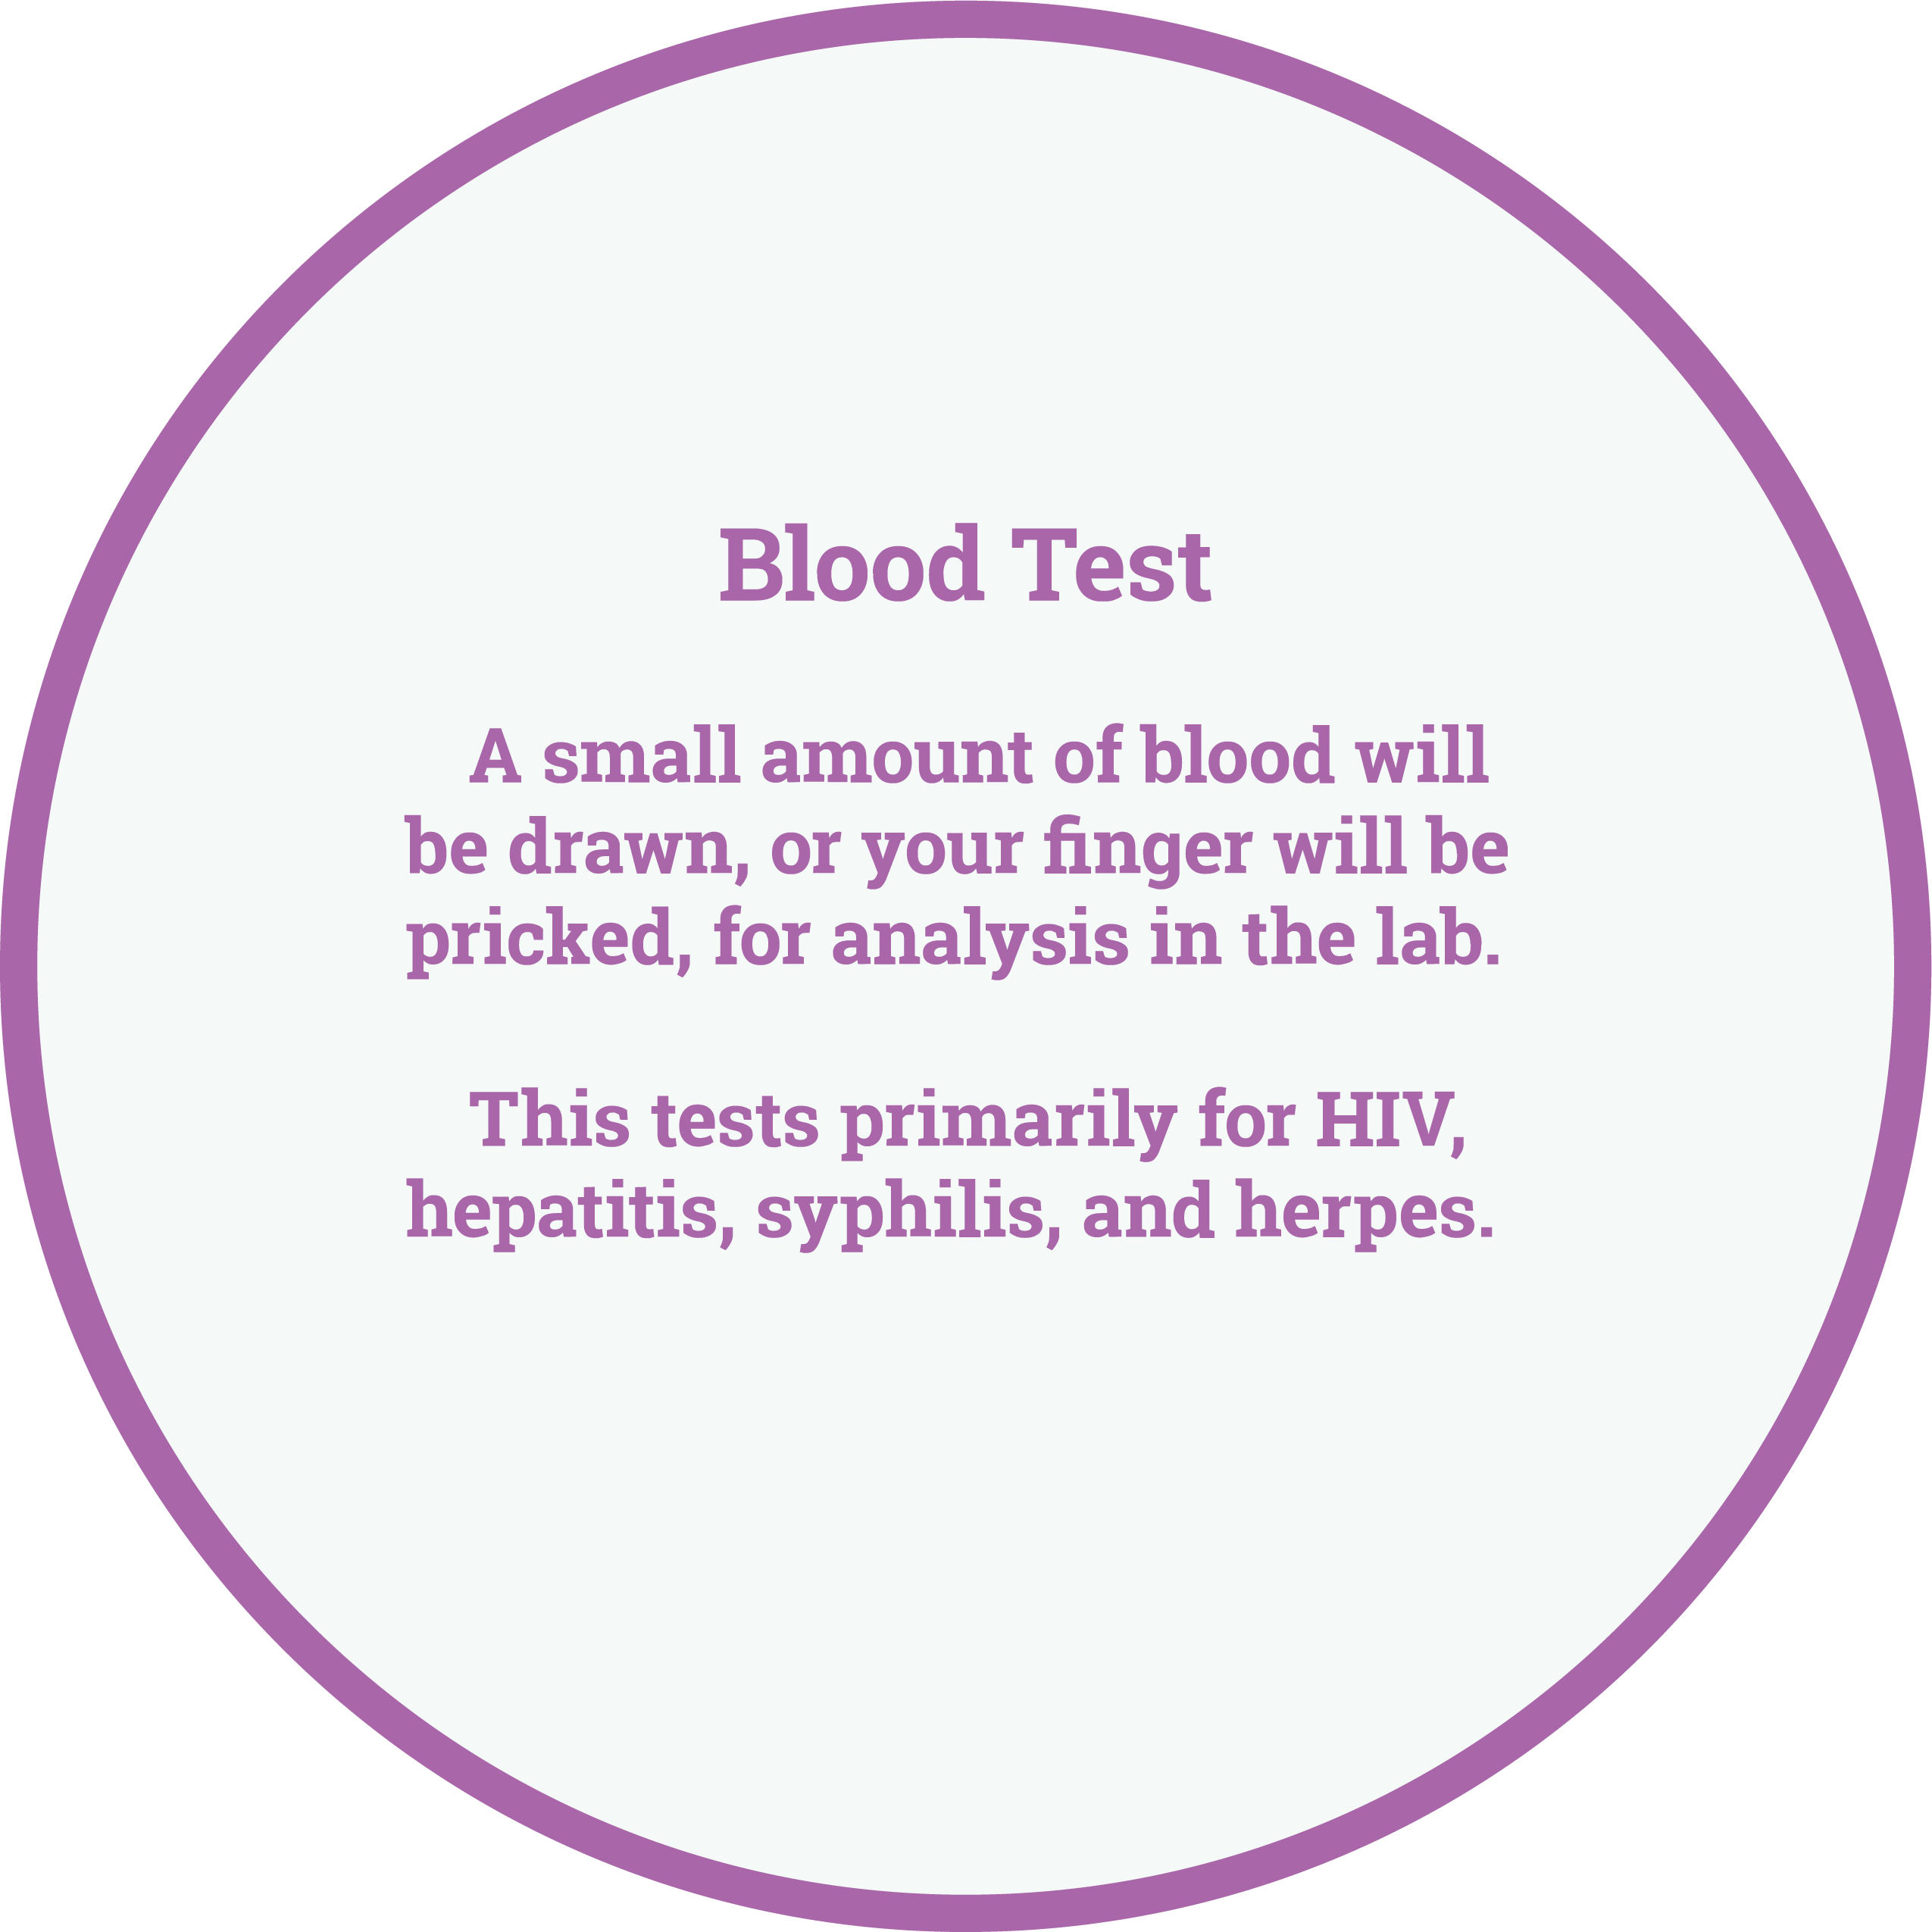 Blood Test
A small amount of blood will
be drawn, or your finger will be
pricked, for analysis in the lab.
This tests primarily for HIV,
hepatitis, syphilis, and herpes.